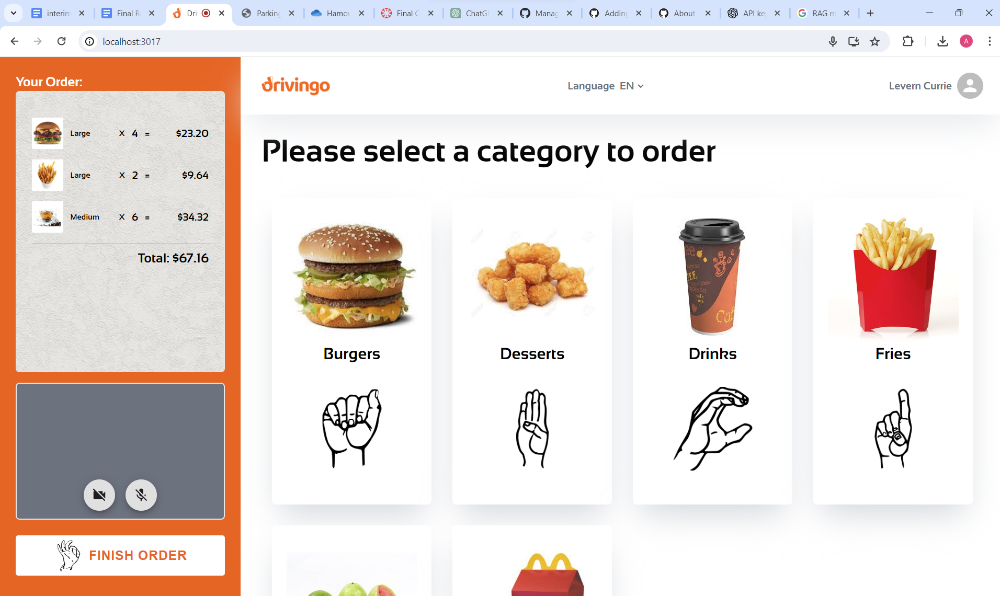 interim
Final R
Dri
Parking
Hamou
Final C
ChatGP
Manag
Adding
About
API key
RAG m
localhost:3017
A
Your Order:
Large X 4 = $23.20
Large X 2 = $9.64
Medium X 6 = $34.32
Total: $67.16
FINISH ORDER
drivingo
Language EN
Levern Currie
Please select a category to order
Burgers
Desserts
Drinks
Fries